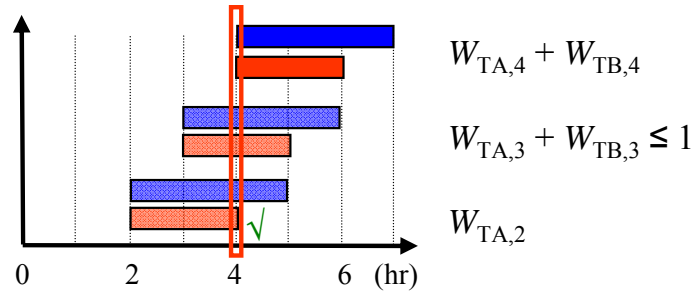 W_TA,4 + W_TB,4
W_TA,3 + W_TB,3 ≤ 1
W_TA,2
√
0 2 4 6 (hr)